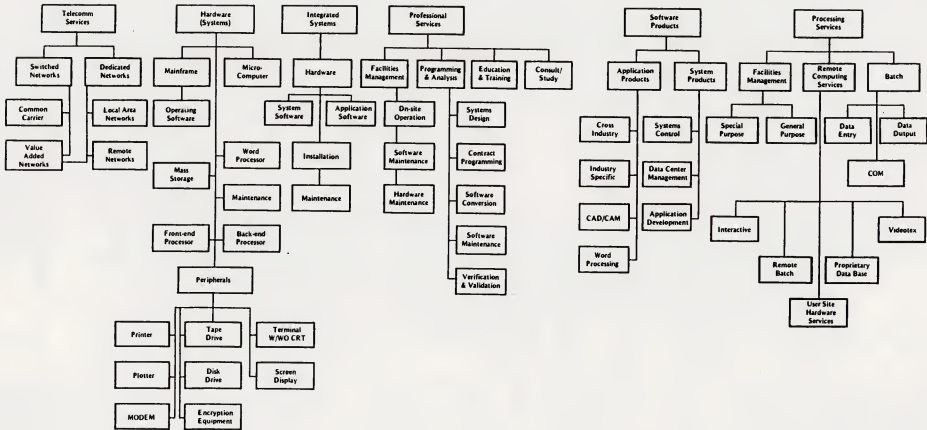 Telecomm
Services
Switched
Networks
Dedicated
Networks
Common
Carrier
Local Area
Networks
Value
Added
Networks
Remote
Networks
Hardware
(Systems)
Mainframe
Micro-
Computer
Operating
Software
Word
Processor
Mass
Storage
Maintenance
Front-end
Processor
Back-end
Processor
Peripherals
Printer
Tape
Drive
Terminal
W/WO CRT
Plotter
Disk
Drive
Screen
Display
MODEM
Encryption
Equipment
Integrated
Systems
Hardware
System
Software
Application
Software
Installation
Maintenance
Professional
Services
Facilities
Management
Programming
& Analysis
Education
& Training
Consult/
Study
On-site
Operation
Software
Maintenance
Hardware
Maintenance
Systems
Design
Contract
Programming
Software
Conversion
Software
Maintenance
Verification
& Validation
Software
Products
Application
Products
System
Products
Cross
Industry
Systems
Control
Industry
Specific
Data Center
Management
CAD/CAM
Application
Development
Word
Processing
Processing
Services
Facilities
Management
Remote
Computing
Services
Batch
Special
Purpose
General
Purpose
Data
Entry
Data
Output
COM
Interactive
Videotex
Remote
Batch
Proprietary
Data Base
User Site
Hardware
Services